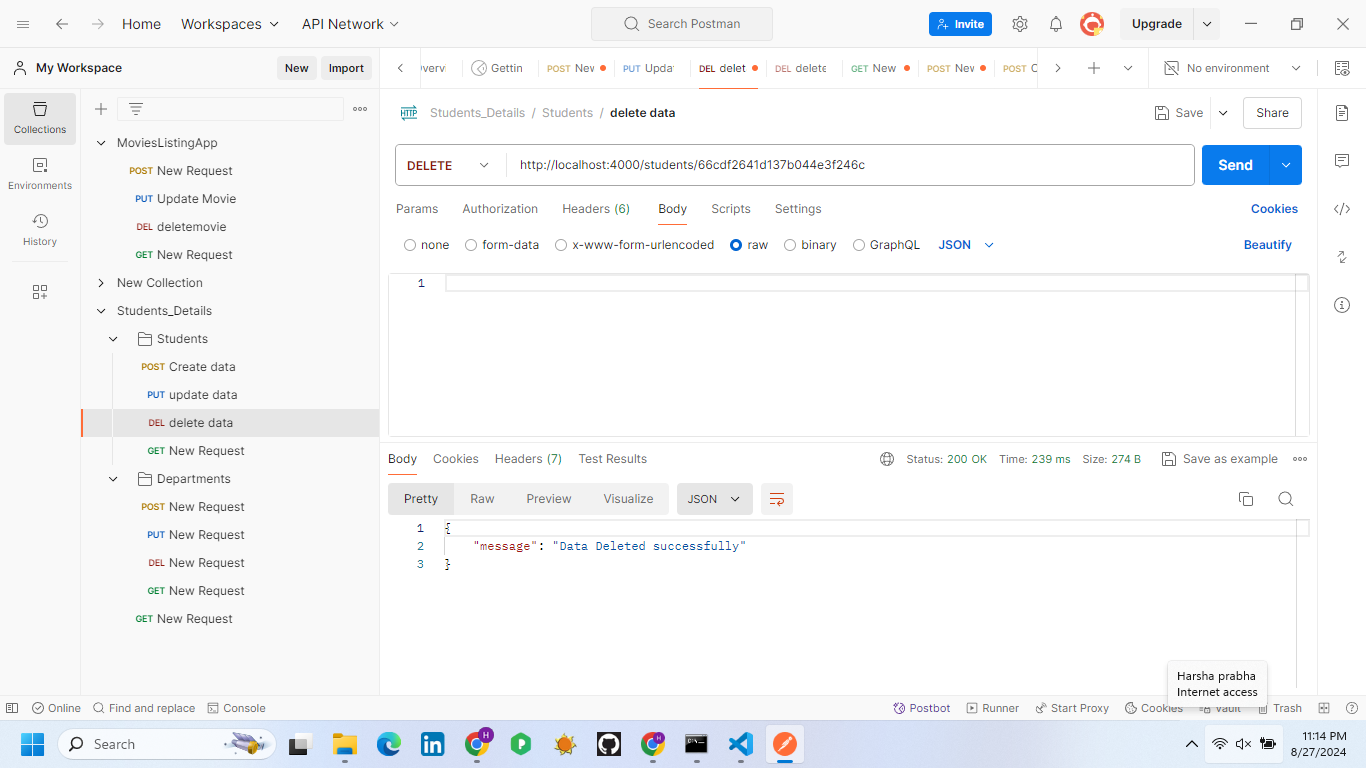 Home Workspaces API Network Search Postman Invite Upgrade
My Workspace New Import
Overv Gettin POST New PUT Upda DEL delet DEL delete GET New POST New POST C No environment
Collections
Environments
History
MoviesListingApp
POST New Request
PUT Update Movie
DEL deletemovie
GET New Request
New Collection
Students_Details
Students
POST Create data
PUT update data
DEL delete data
GET New Request
Departments
POST New Request
PUT New Request
DEL New Request
GET New Request
GET New Request
HTTP Students_Details / Students / delete data Save Share
DELETE http://localhost:4000/students/66cdf2641d137b044e3f246c Send
Params Authorization Headers (6) Body Scripts Settings Cookies
none form-data x-www-form-urlencoded raw binary GraphQL JSON Beautify
1
Body Cookies Headers (7) Test Results Status: 200 OK Time: 239 ms Size: 274 B Save as example
Pretty Raw Preview Visualize JSON
1 {
2 "message": "Data Deleted successfully"
3 }
Harsha prabha
Internet access
Online Find and replace Console Postbot Runner Start Proxy Cookies Vault Trash
Search
11:14 PM
8/27/2024